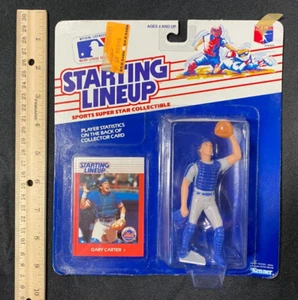 AGES 4 AND UP
STARTING
LINEUP
SPORTS SUPER STAR COLLECTIBLE
PLAYER STATISTICS
ON THE BACK OF
COLLECTOR CARD
STARTING
LINEUP
GARY CARTER
Kenner